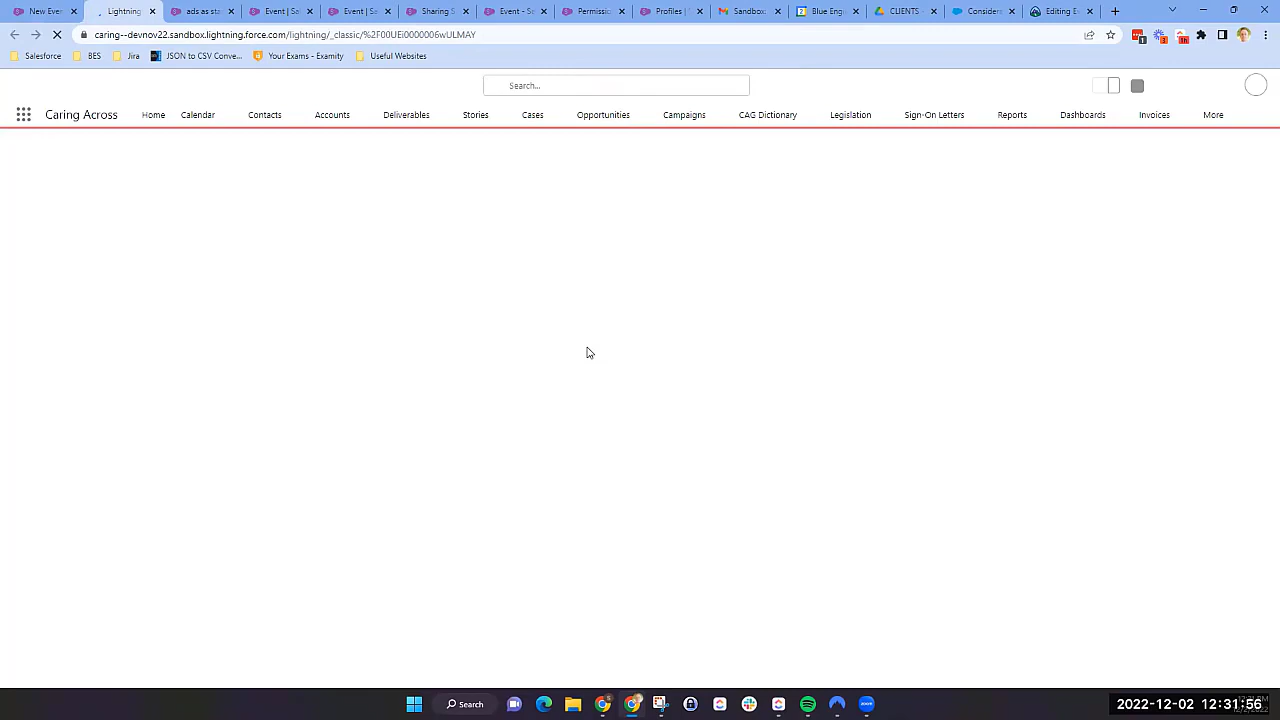 New Even Lightning ads as sta Event | Sa Event | Sa Sharing S Event - Sa Permissio Profiles | S Sandbox: Blue Eng CLIENTS - Consider Editing E
caring--devnov22.sandbox.lightning.force.com/lightning/_classic/%2F00UEi0000006wULMAY
Salesforce BES Jira JSON to CSV Conve... Your Exams - Examity Useful Websites
Search...
Caring Across Home Calendar Contacts Accounts Deliverables Stories Cases Opportunities Campaigns CAG Dictionary Legislation Sign-On Letters Reports Dashboards Invoices More
Search zoom 2022-12-02 12:31:56